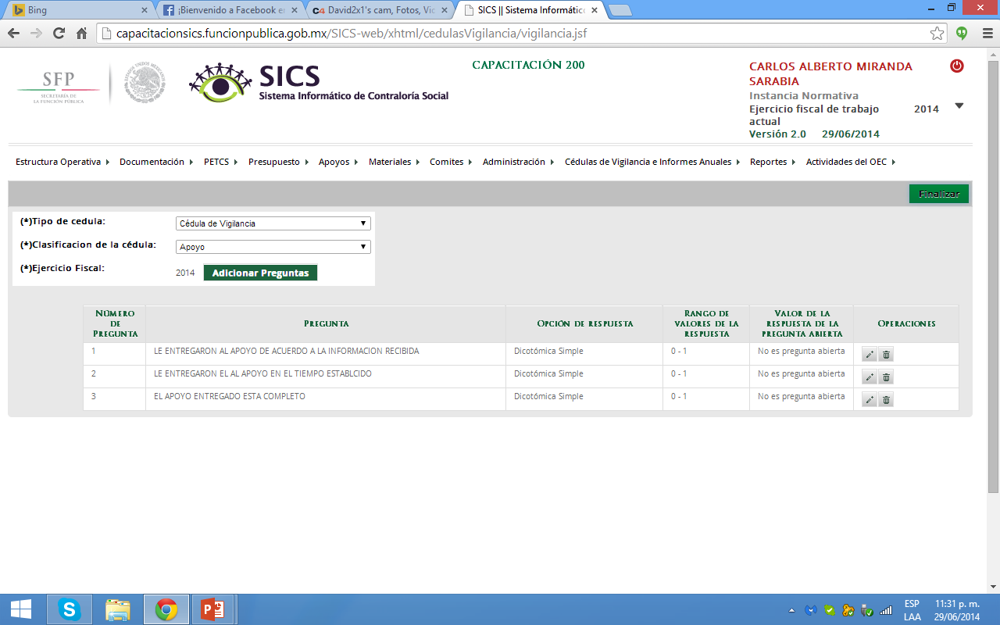 Bing
¡Bienvenido a Facebook e
David2x1's cam, Fotos, Vid
SICS || Sistema Informátic
capacitacionsics.funcionpublica.gob.mx/SICS-web/xhtml/cedulasVigilancia/vigilancia.jsf
SFP
SECRETARÍA DE
LA FUNCIÓN PÚBLICA
ESTADOS UNIDOS MEXICANOS
SICS
Sistema Informático de Contraloría Social
CAPACITACIÓN 200
CARLOS ALBERTO MIRANDA
SARABIA
Instancia Normativa
Ejercicio fiscal de trabajo 2014
actual
Versión 2.0 29/06/2014
Estructura Operativa Documentación PETCS Presupuesto Apoyos Materiales Comites Administración Cédulas de Vigilancia e Informes Anuales Reportes Actividades del OEC
Finalizar
(*)Tipo de cedula: Cédula de Vigilancia
(*)Clasificacion de la cédula: Apoyo
(*)Ejercicio Fiscal: 2014 Adicionar Preguntas
Número de Pregunta Pregunta Opción de respuesta Rango de valores de la respuesta Valor de la respuesta de la pregunta abierta Operaciones
1 LE ENTREGARON AL APOYO DE ACUERDO A LA INFORMACION RECIBIDA Dicotómica Simple 0 - 1 No es pregunta abierta
2 LE ENTREGARON EL AL APOYO EN EL TIEMPO ESTABLCIDO Dicotómica Simple 0 - 1 No es pregunta abierta
3 EL APOYO ENTREGADO ESTA COMPLETO Dicotómica Simple 0 - 1 No es pregunta abierta
ESP 11:31 p. m.
LAA 29/06/2014